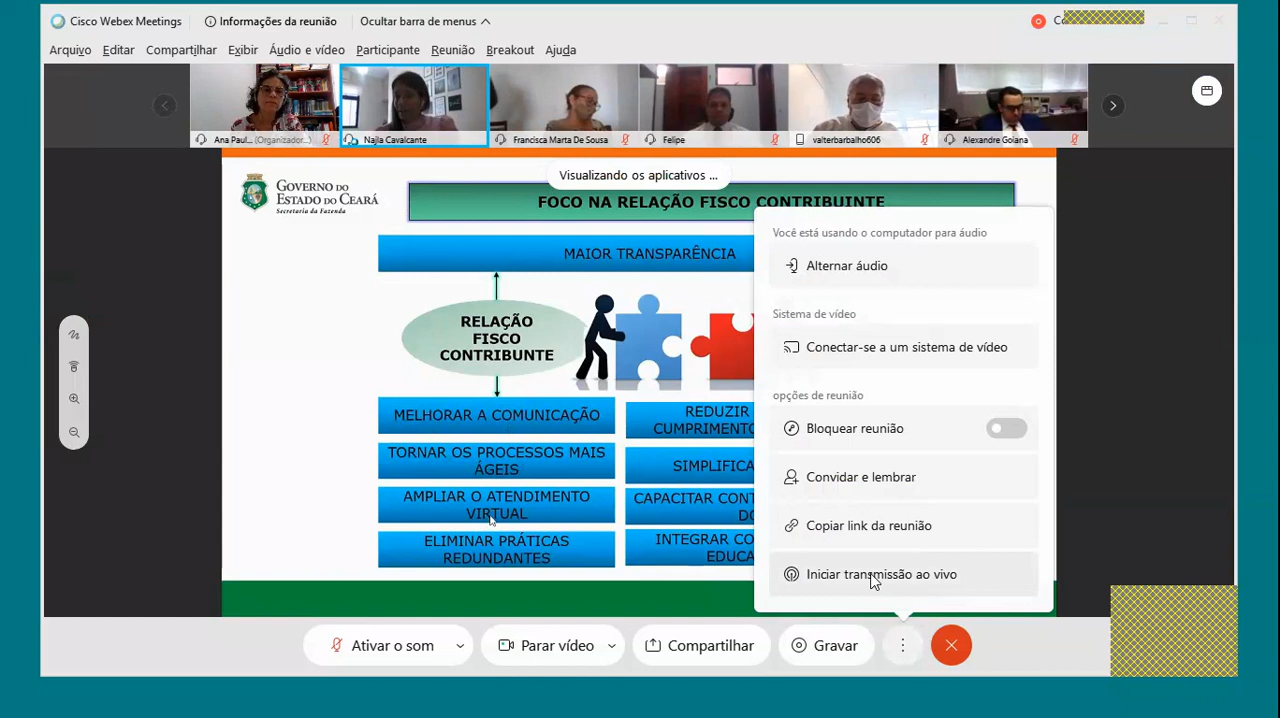 Cisco Webex Meetings
Informações da reunião
Ocultar barra de menus
Arquivo Editar Compartilhar Exibir Áudio e vídeo Participante Reunião Breakout Ajuda
Ana Paul... (Organizador...)
Najla Cavalcante
Francisca Marta De Sousa
Felipe
valterbarbalho606
Alexandre Goiana
Visualizando os aplicativos ...
GOVERNO DO
ESTADO DO CEARÁ
Secretaria da Fazenda
FOCO NA RELAÇÃO FISCO CONTRIBUINTE
MAIOR TRANSPARÊNCIA
RELAÇÃO
FISCO
CONTRIBUNTE
MELHORAR A COMUNICAÇÃO
TORNAR OS PROCESSOS MAIS
ÁGEIS
AMPLIAR O ATENDIMENTO
VIRTUAL
ELIMINAR PRÁTICAS
REDUNDANTES
REDUZIR
CUMPRIMENTO
SIMPLIFICA
CAPACITAR CONT
DO
INTEGRAR CO
EDUCA
Você está usando o computador para áudio
Alternar áudio
Sistema de vídeo
Conectar-se a um sistema de vídeo
opções de reunião
Bloquear reunião
Convidar e lembrar
Copiar link da reunião
Iniciar transmissão ao vivo
Ativar o som
Parar vídeo
Compartilhar
Gravar